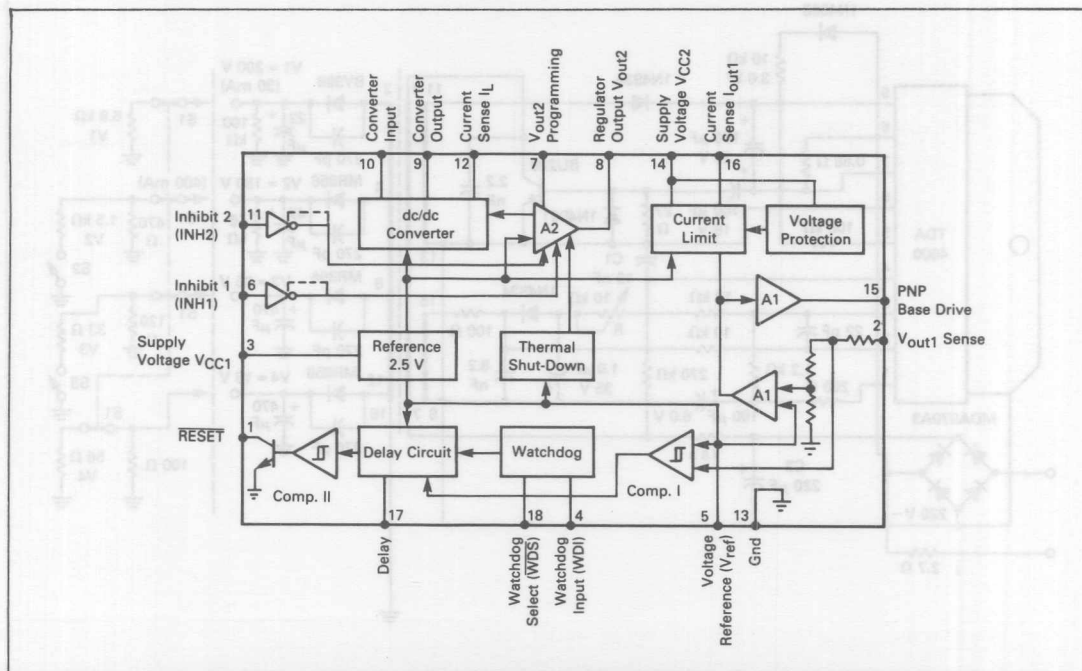 Converter Input
Converter Output
Current Sense IL
Vout2 Programming
Regulator Output Vout2
Supply Voltage VCC2
Current Sense Iout1
10
9
12
7
8
14
16
Inhibit 2 (INH2)
11
dc/dc Converter
A2
Current Limit
Voltage Protection
Inhibit 1 (INH1)
6
A1
15
PNP Base Drive
2
Vout1 Sense
Supply Voltage VCC1
3
Reference 2.5 V
Thermal Shut-Down
A1
RESET
1
Comp. II
Delay Circuit
Watchdog
Comp. I
17
18
4
5
13
Delay
Watchdog Select (WDS)
Watchdog Input (WDI)
Voltage Reference (Vref)
Gnd